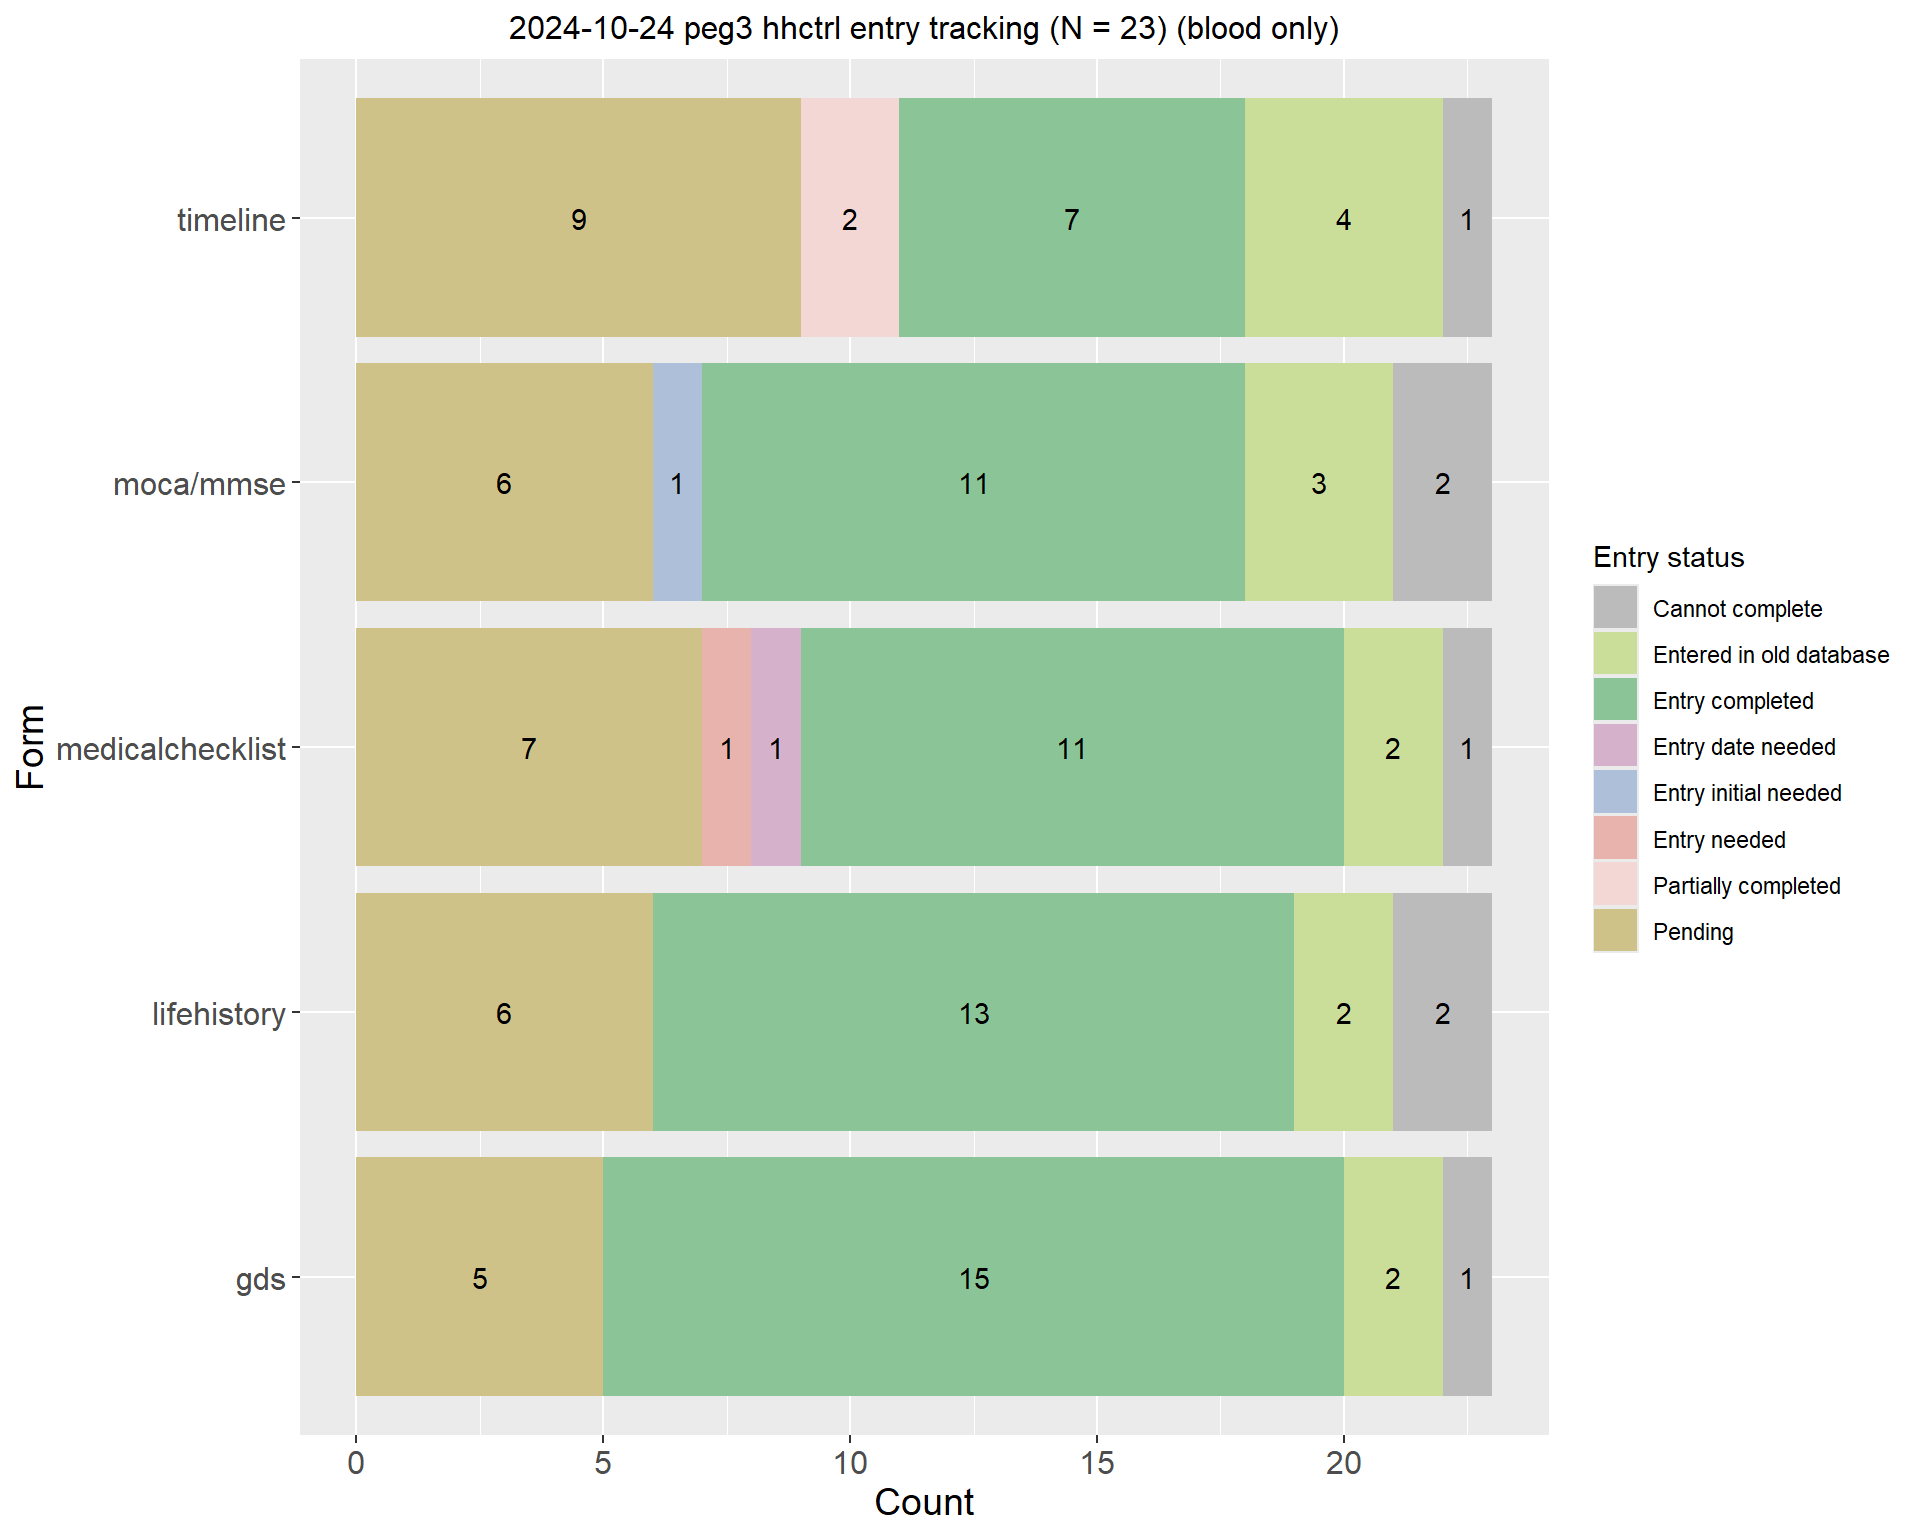 2024-10-24 peg3 hhctrl entry tracking (N = 23) (blood only)
timeline
9 2 7 4 1
moca/mmse
6 1 11 3 2
medicalchecklist
7 1 1 11 2 1
lifehistory
6 13 2 2
gds
5 15 2 1
Form
0 5 10 15 20
Count
Entry status
Cannot complete
Entered in old database
Entry completed
Entry date needed
Entry initial needed
Entry needed
Partially completed
Pending